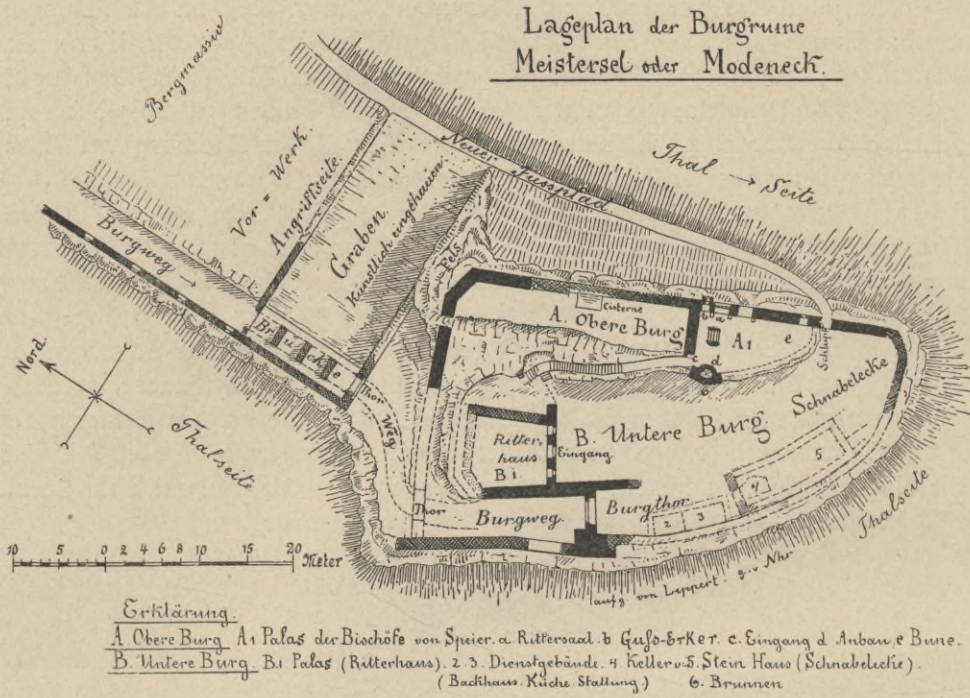 Lageplan der Burgruine
Meistersel oder Modeneck.
Bergmassiv
Neuer Fusspfad.
Thal → Seite
Vor = Werk.
Angriffseite.
Graben.
Künstlich eingehauen.
Burgweg →
Fels
Cisterne
A. Obere Burg
b a b
A1
e
c d
6
Schlupf
Brücke
Nord.
Thor
Weg
Thalseite
Ritter-
haus
B1
Eingang
B. Untere Burg
Schnabelecke
5
4
Thor
Burgweg.
Burgthor
2 3
Thalseite
aufg. von Leppert. g. v. Nhr.
10 5 0 2 4 6 8 10 15 20 Meter
Erklärung.
A. Obere Burg A1 Palas der Bischöfe von Speier. a Rittersaal. b Guſs-Erker. c. Eingang d Anbau, e Bune.
B. Untere Burg. B.1 Palas (Ritterhaus). 2. 3. Dienstgebäude. 4 Keller u. 5. Stein Haus (Schnabelecke).
(Backhaus. Küche. Stallung.) 6. Brunnen